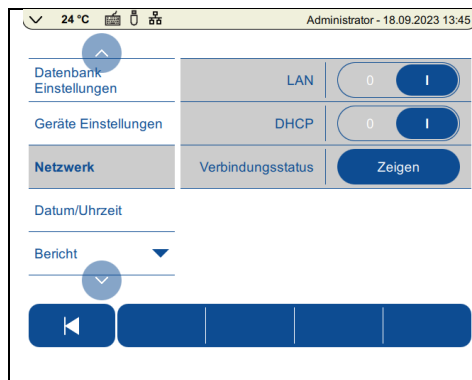 24 °C
Administrator - 18.09.2023 13:45
Datenbank
Einstellungen
LAN 0 I
Geräte Einstellungen
DHCP 0 I
Netzwerk
Verbindungsstatus Zeigen
Datum/Uhrzeit
Bericht